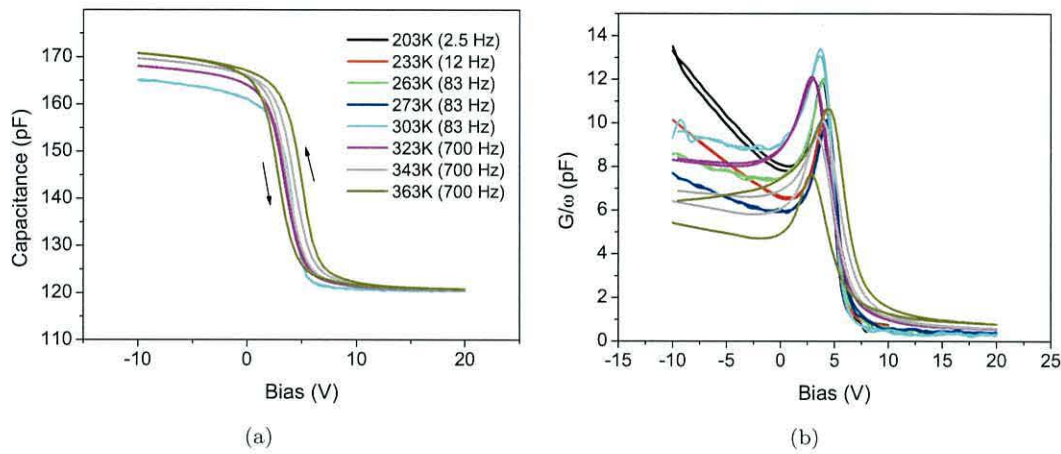 Capacitance (pF)
170
160
150
140
130
120
110
-10
0
10
20
Bias (V)
203K (2.5 Hz)
233K (12 Hz)
263K (83 Hz)
273K (83 Hz)
303K (83 Hz)
323K (700 Hz)
343K (700 Hz)
363K (700 Hz)
(a)
G/ω (pF)
14
12
10
8
6
4
2
0
-15
-10
-5
0
5
10
15
20
25
Bias (V)
(b)